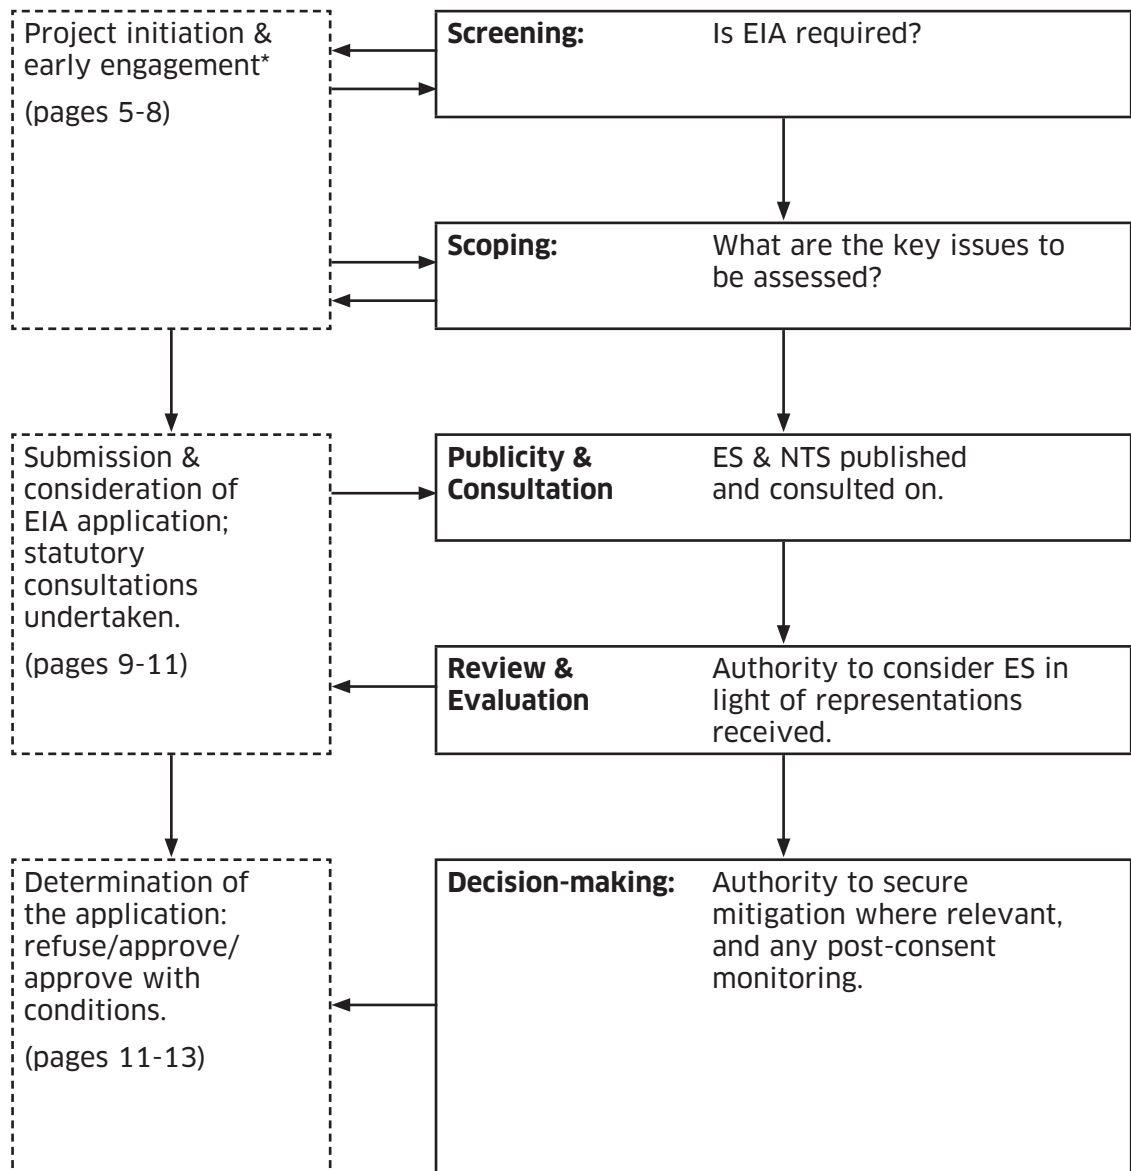 Project initiation &
early engagement*
(pages 5-8)
Screening: Is EIA required?
Scoping: What are the key issues to
be assessed?
Submission &
consideration of
EIA application;
statutory
consultations
undertaken.
(pages 9-11)
Publicity & ES & NTS published
Consultation and consulted on.
Review & Authority to consider ES in
Evaluation light of representations
received.
Determination of
the application:
refuse/approve/
approve with
conditions.
(pages 11-13)
Decision-making: Authority to secure
mitigation where relevant,
and any post-consent
monitoring.